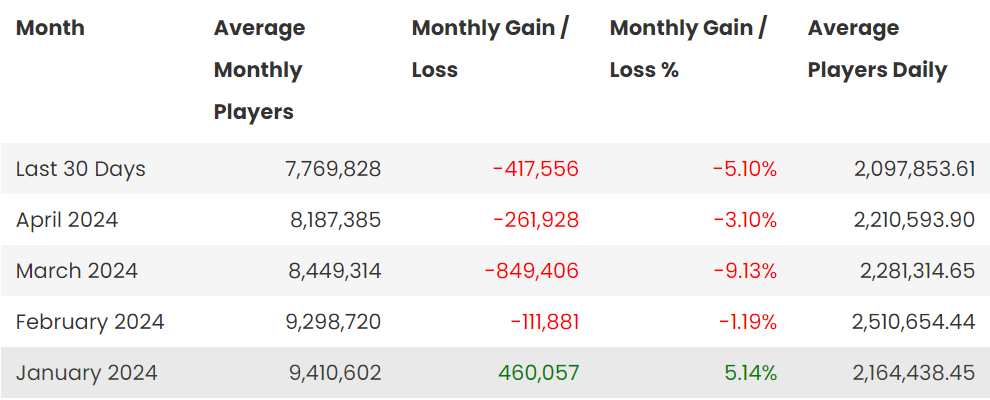 Month Average Monthly Gain / Monthly Gain / Average
Monthly Loss Loss % Players Daily
Players
Last 30 Days 7,769,828 -417,556 -5.10% 2,097,853.61
April 2024 8,187,385 -261,928 -3.10% 2,210,593.90
March 2024 8,449,314 -849,406 -9.13% 2,281,314.65
February 2024 9,298,720 -111,881 -1.19% 2,510,654.44
January 2024 9,410,602 460,057 5.14% 2,164,438.45